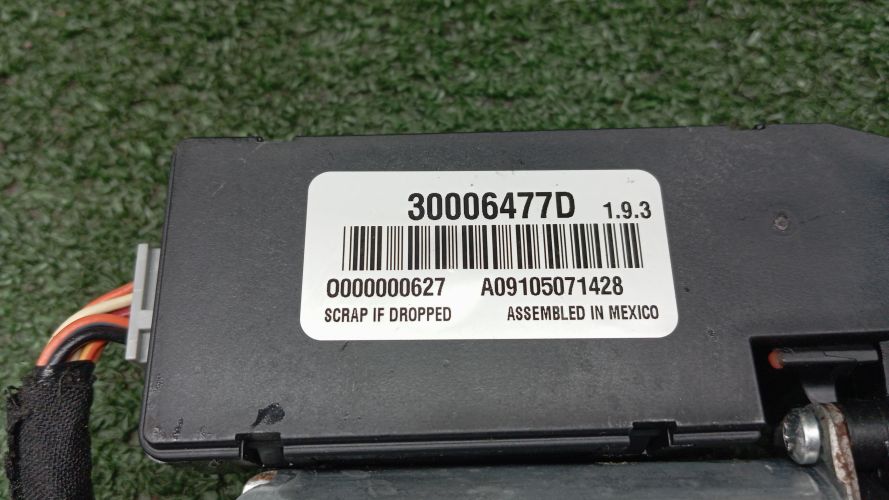 30006477D 1.9.3
O000000627 A09105071428
SCRAP IF DROPPED ASSEMBLED IN MEXICO